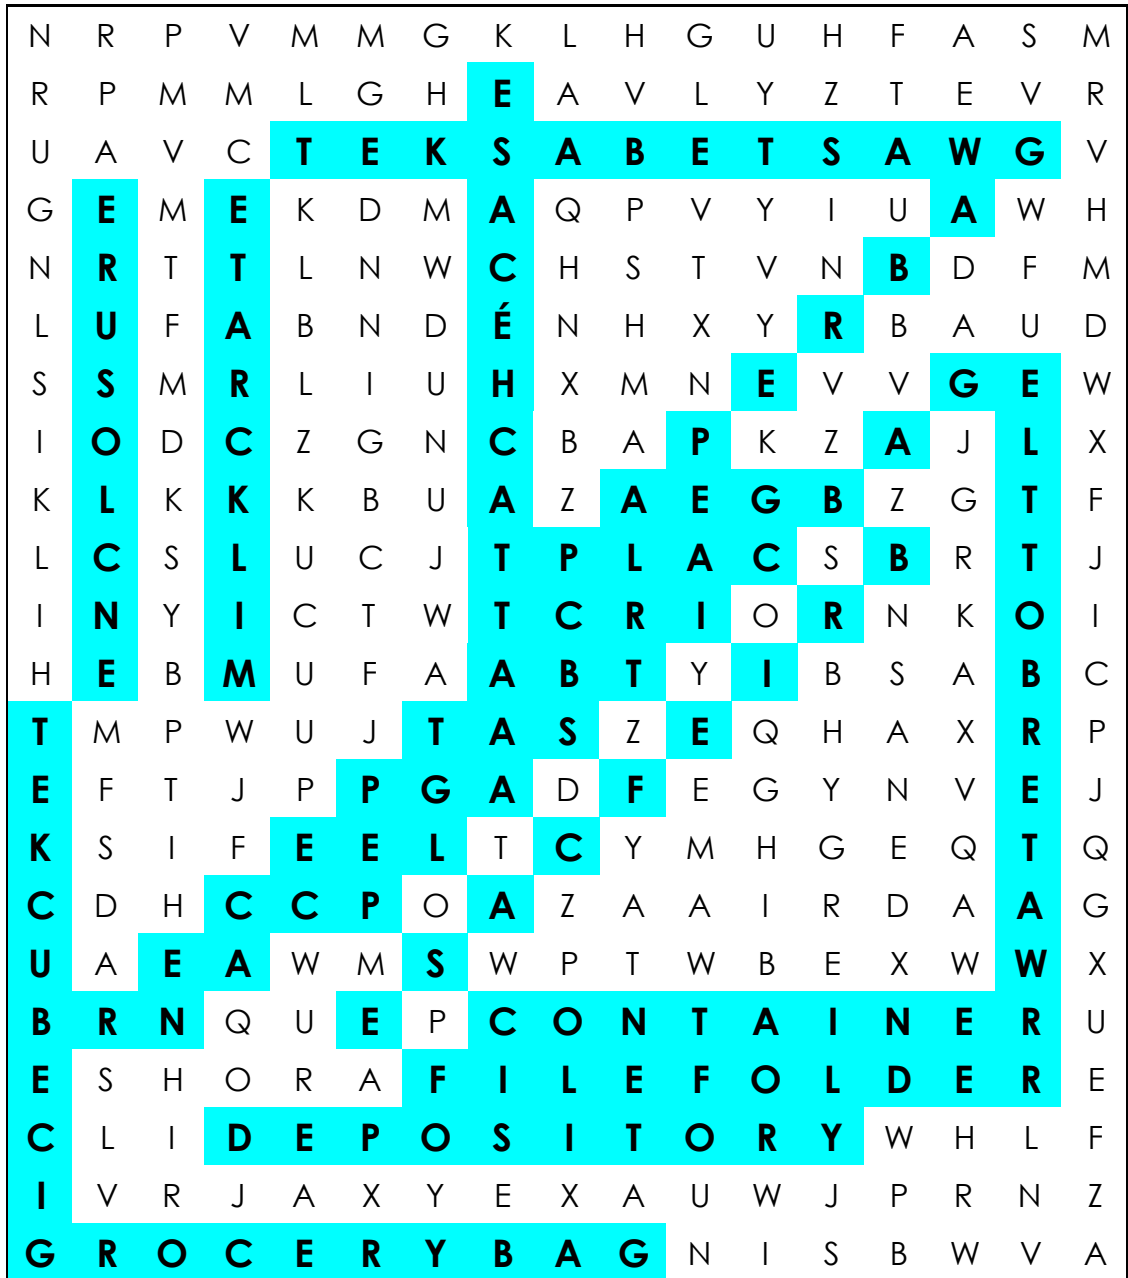 N R P V M M G K L H G U H F A S M
R P M M L G H E A V L Y Z T E V R
U A V C T E K S A B E T S A W G V
G E M E K D M A Q P V Y I U A W H
N R T T L N W C H S T V N B D F M
L U F A B N D É N H X Y R B A U D
S S M R L I U H X M N E V V G E W
I O D C Z G N C B A P K Z A J L X
K L K K K B U A Z A E G B Z G T F
L C S L U C J T P L A C S B R T J
I N Y I C T W T C R I O R N K O I
H E B M U F A A B T Y I B S A B C
T M P W U J T A S Z E Q H A X R P
E F T J P P G A D F E G Y N V E J
K S I F E E L T C Y M H G E Q T Q
C D H C C P O A Z A A I R D A A G
U A E A W M S W P T W B E X W W X
B R N Q U E P C O N T A I N E R U
E S H O R A F I L E F O L D E R E
C L I D E P O S I T O R Y W H L F
I V R J A X Y E X A U W J P R N Z
G R O C E R Y B A G N I S B W V A